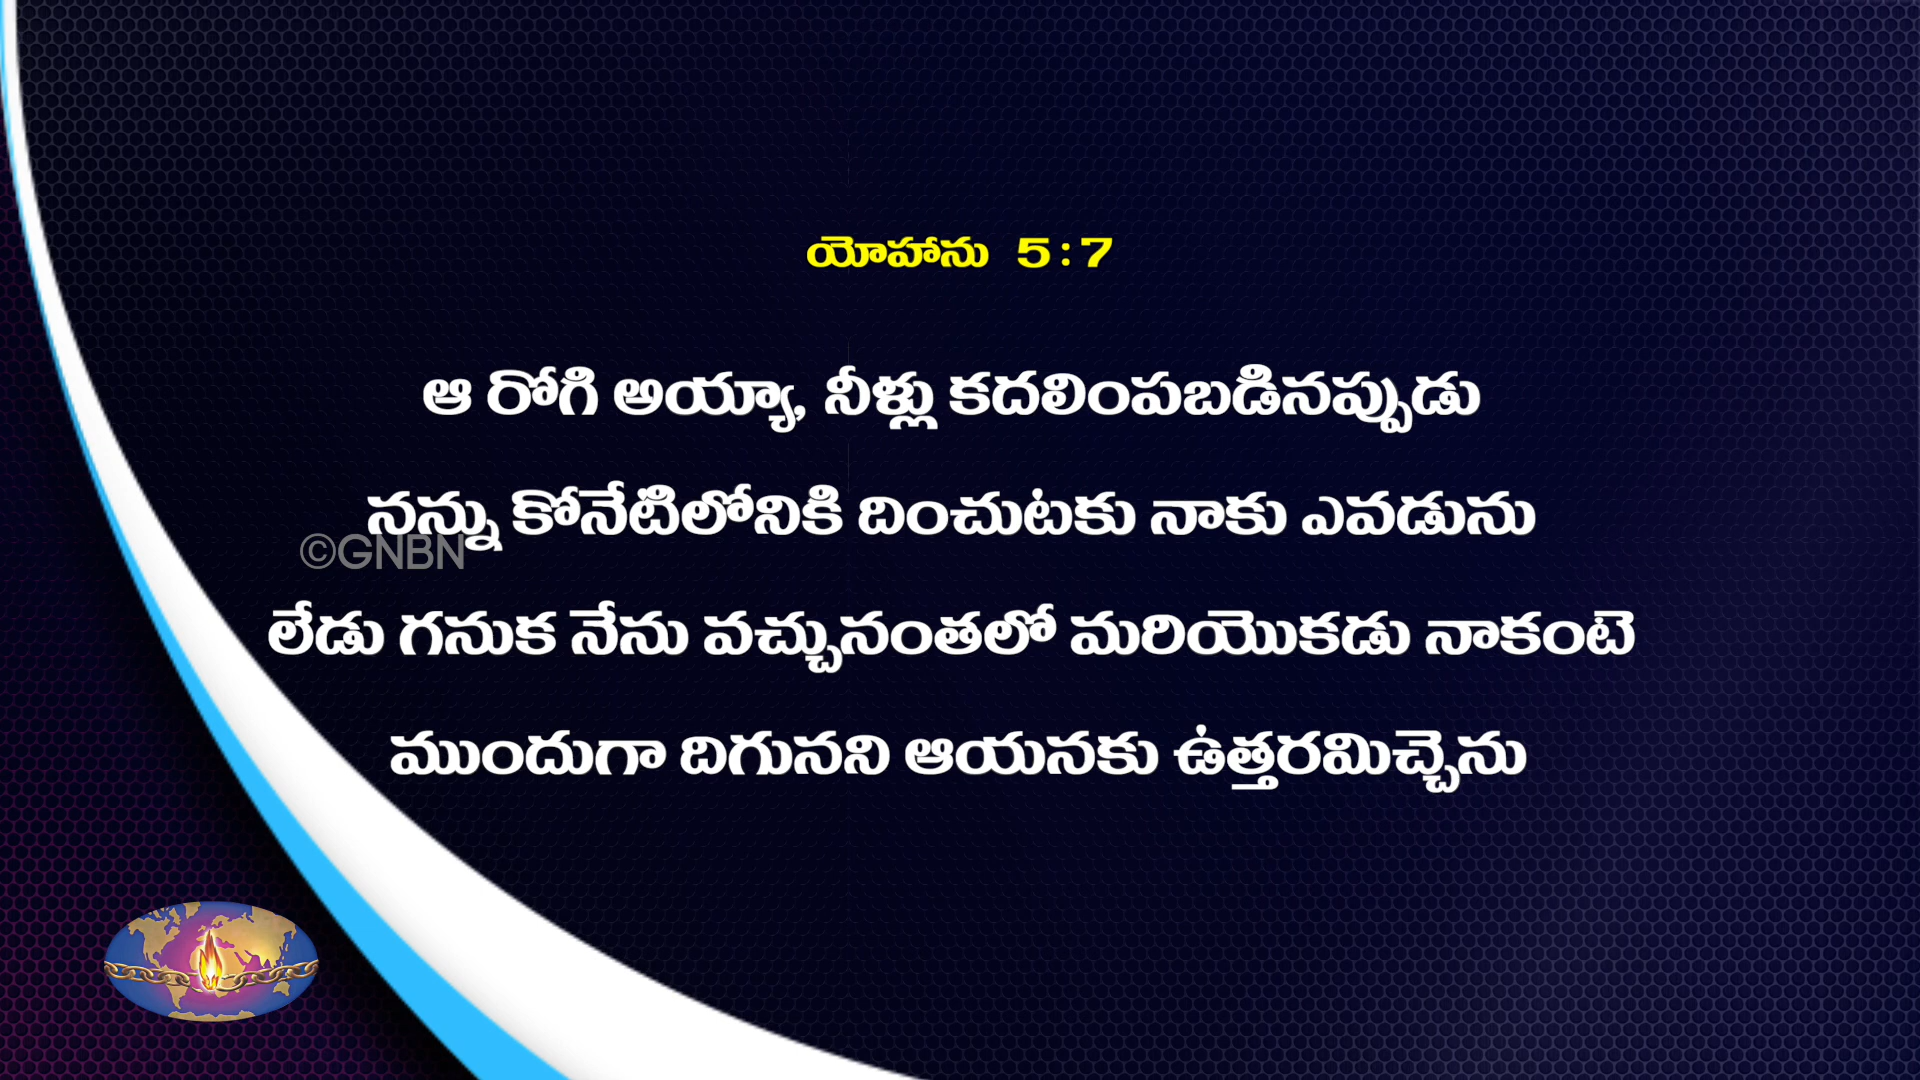 యోహాను 5:7
ఆ రోగి అయ్యా, నీళ్లు కదలింపబడినప్పుడు
నన్ను కోనేటిలోనికి దించుటకు నాకు ఎవడును
©GNBN
లేడు గనుక నేను వచ్చునంతలో మరియొకడు నాకంటె
ముందుగా దిగునని ఆయనకు ఉత్తరమిచ్చెను